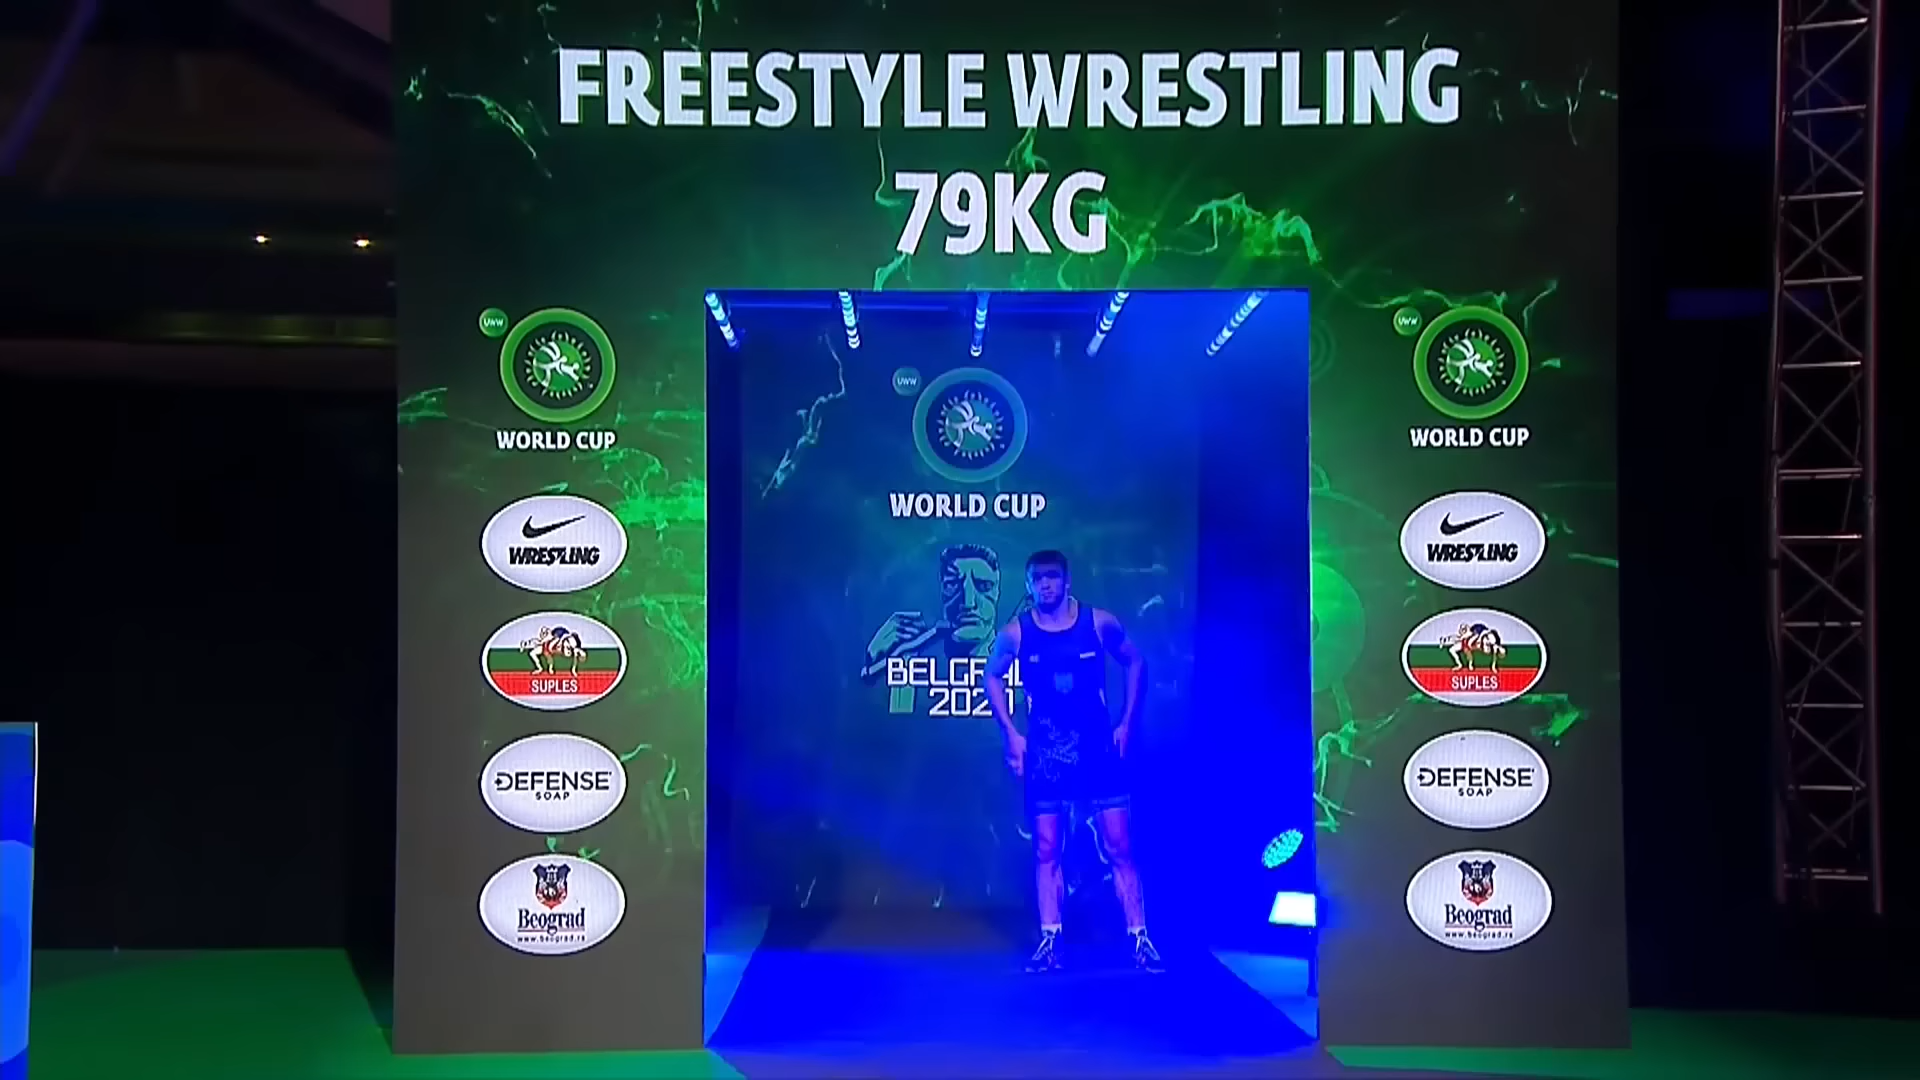 FREESTYLE WRESTLING
79KG
UWW
WORLD CUP
WRESTLING
SUPLES
DEFENSE
SOAP
Beograd
www.beograd.rs
UWW
WORLD CUP
2020
UWW
WORLD CUP
WRESTLING
SUPLES
DEFENSE
SOAP
Beograd
www.beograd.rs